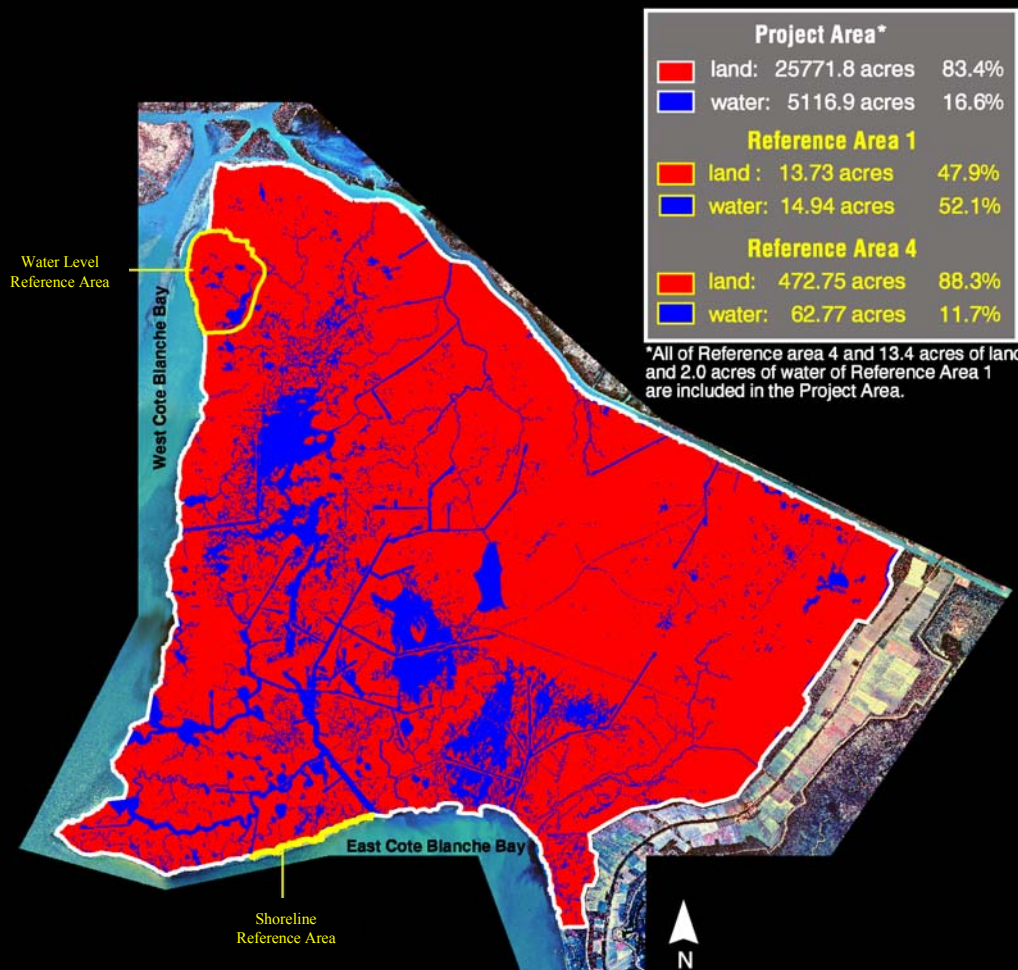 Project Area*
land: 25771.8 acres 83.4%
water: 5116.9 acres 16.6%
Reference Area 1
land : 13.73 acres 47.9%
water: 14.94 acres 52.1%
Reference Area 4
land: 472.75 acres 88.3%
water: 62.77 acres 11.7%
*All of Reference area 4 and 13.4 acres of land
and 2.0 acres of water of Reference Area 1
are included in the Project Area.
Water Level
Reference Area
West Cote Blanche Bay
East Cote Blanche Bay
Shoreline
Reference Area
N